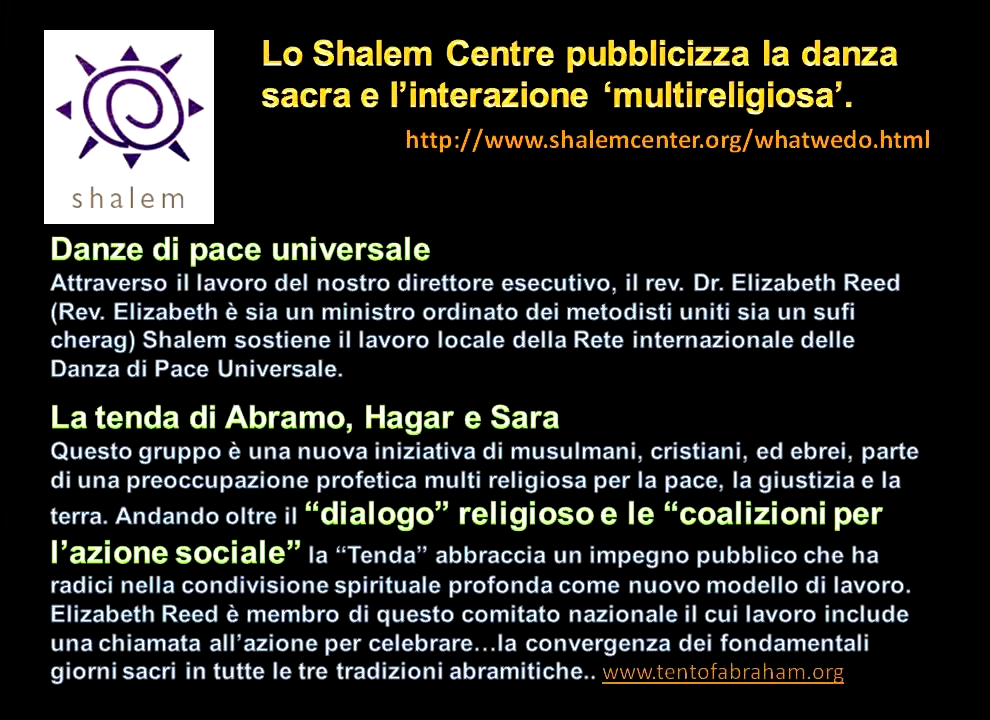 Lo Shalem Centre pubblicizza la danza
sacra e l’interazione ‘multireligiosa’.
http://www.shalemcenter.org/whatwedo.html
shalem
Danze di pace universale
Attraverso il lavoro del nostro direttore esecutivo, il rev. Dr. Elizabeth Reed
(Rev. Elizabeth è sia un ministro ordinato dei metodisti uniti sia un sufi
cherag) Shalem sostiene il lavoro locale della Rete internazionale delle
Danza di Pace Universale.
La tenda di Abramo, Hagar e Sara
Questo gruppo è una nuova iniziativa di musulmani, cristiani, ed ebrei, parte
di una preoccupazione profetica multi religiosa per la pace, la giustizia e la
terra. Andando oltre il “dialogo” religioso e le “coalizioni per
l’azione sociale” la “Tenda” abbraccia un impegno pubblico che ha
radici nella condivisione spirituale profonda come nuovo modello di lavoro.
Elizabeth Reed è membro di questo comitato nazionale il cui lavoro include
una chiamata all’azione per celebrare…la convergenza dei fondamentali
giorni sacri in tutte le tre tradizioni abramitiche.. www.tentofabraham.org